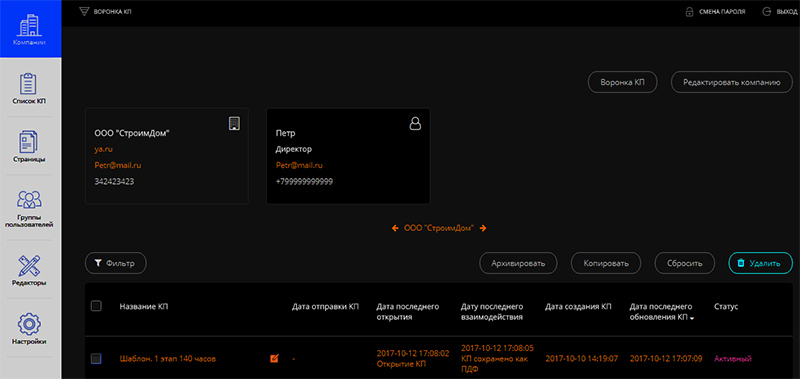 ВОРОНКА КП
СМЕНА ПАРОЛЯ
ВЫХОД
Компании
Список КП
Страницы
Группы
пользователей
Редакторы
Настройки
Воронка КП
Редактировать компанию
ООО "СтроимДом"
ya.ru
Petr@mail.ru
342423423
Петр
Директор
Petr@mail.ru
+799999999999
ООО "СтроимДом"
Фильтр
Архивировать
Копировать
Сбросить
Удалить
Название КП
Дата отправки КП
Дата последнего
открытия
Дату последнего
взаимодействия
Дата создания КП
Дата последнего
обновления КП
Статус
Шаблон. 1 этап 140 часов
-
2017-10-12 17:08:02
Открытие КП
2017-10-12 17:08:05
КП сохранено как
ПДФ
2017-10-10 14:19:07
2017-10-12 17:07:09
Активный